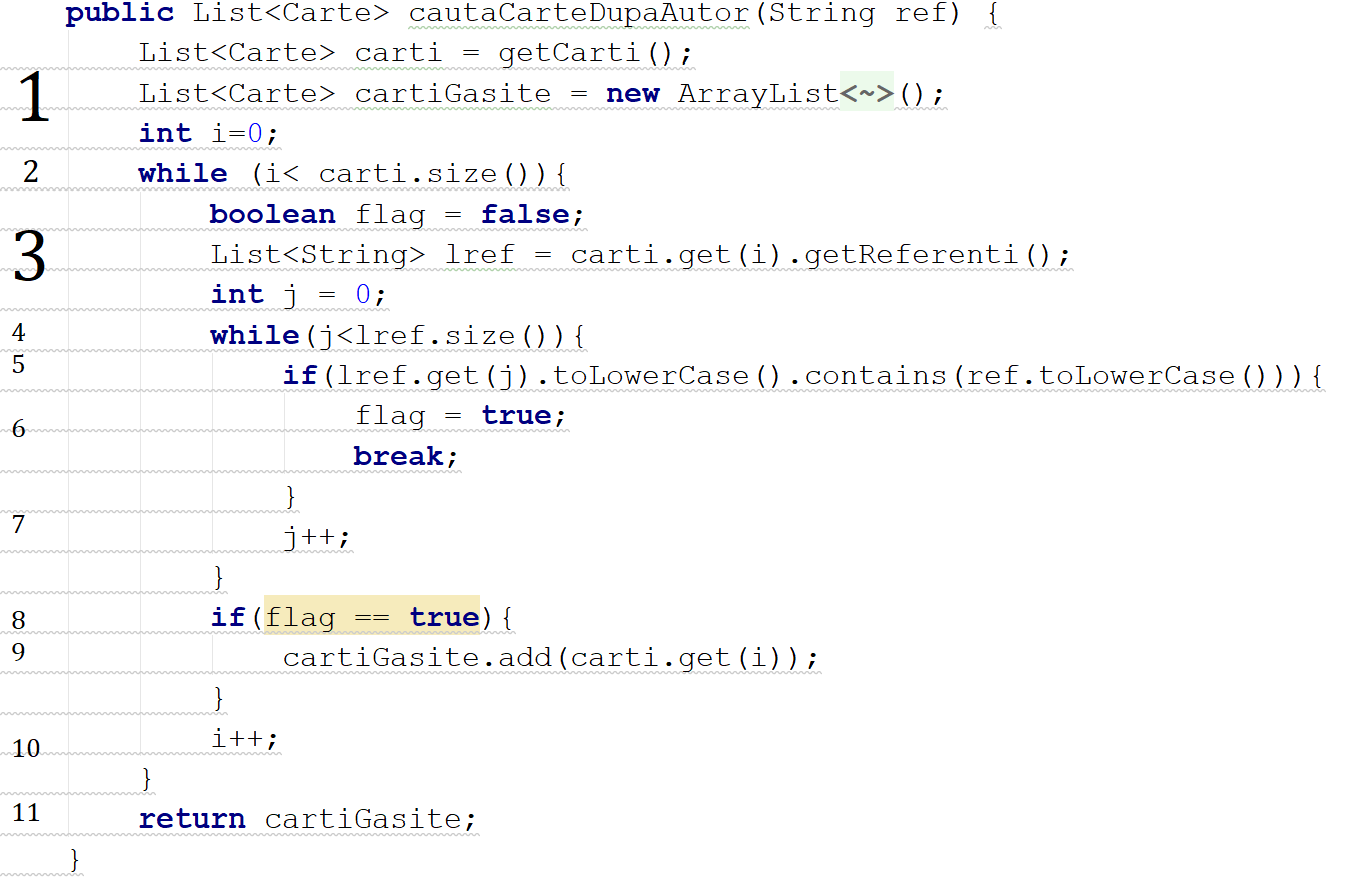 public List<Carte> cautaCarteDupaAutor(String ref) {
List<Carte> carti = getCarti();
1 List<Carte> cartiGasite = new ArrayList<~>();
int i=0;
2 while (i< carti.size()){
boolean flag = false;
3 List<String> lref = carti.get(i).getReferenti();
int j = 0;
4 while(j<lref.size()){
5 if(lref.get(j).toLowerCase().contains(ref.toLowerCase())){
6 flag = true;
break;
}
7 j++;
}
8 if(flag == true){
9 cartiGasite.add(carti.get(i));
}
10 i++;
}
11 return cartiGasite;
}